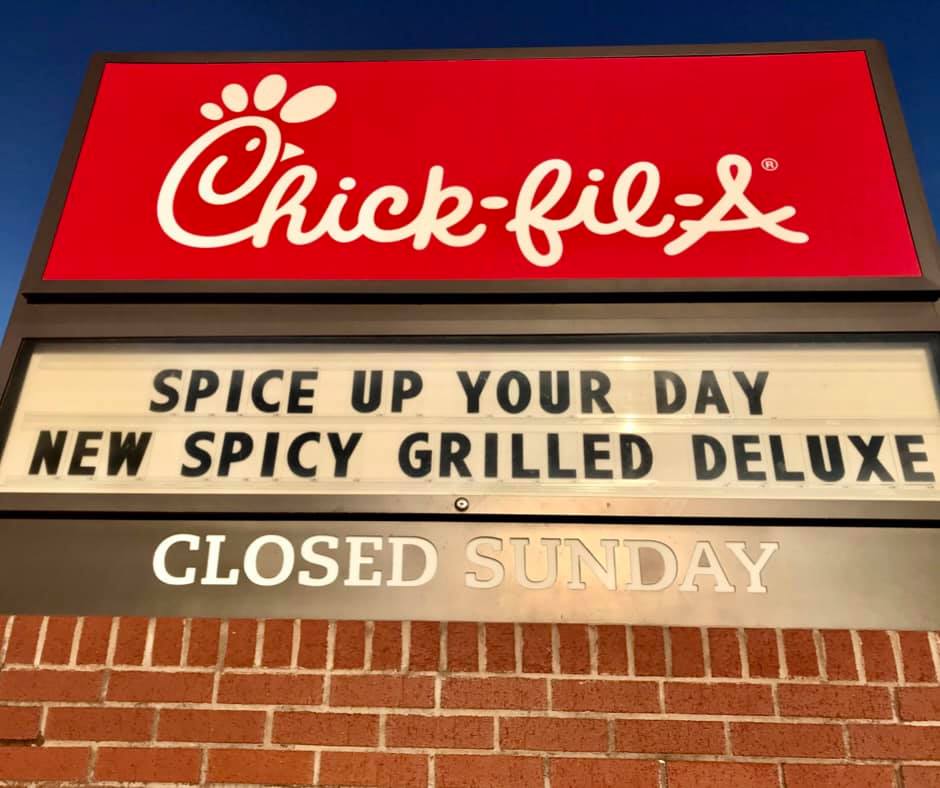 Chick-fil-A®
SPICE UP YOUR DAY
NEW SPICY GRILLED DELUXE
CLOSED SUNDAY